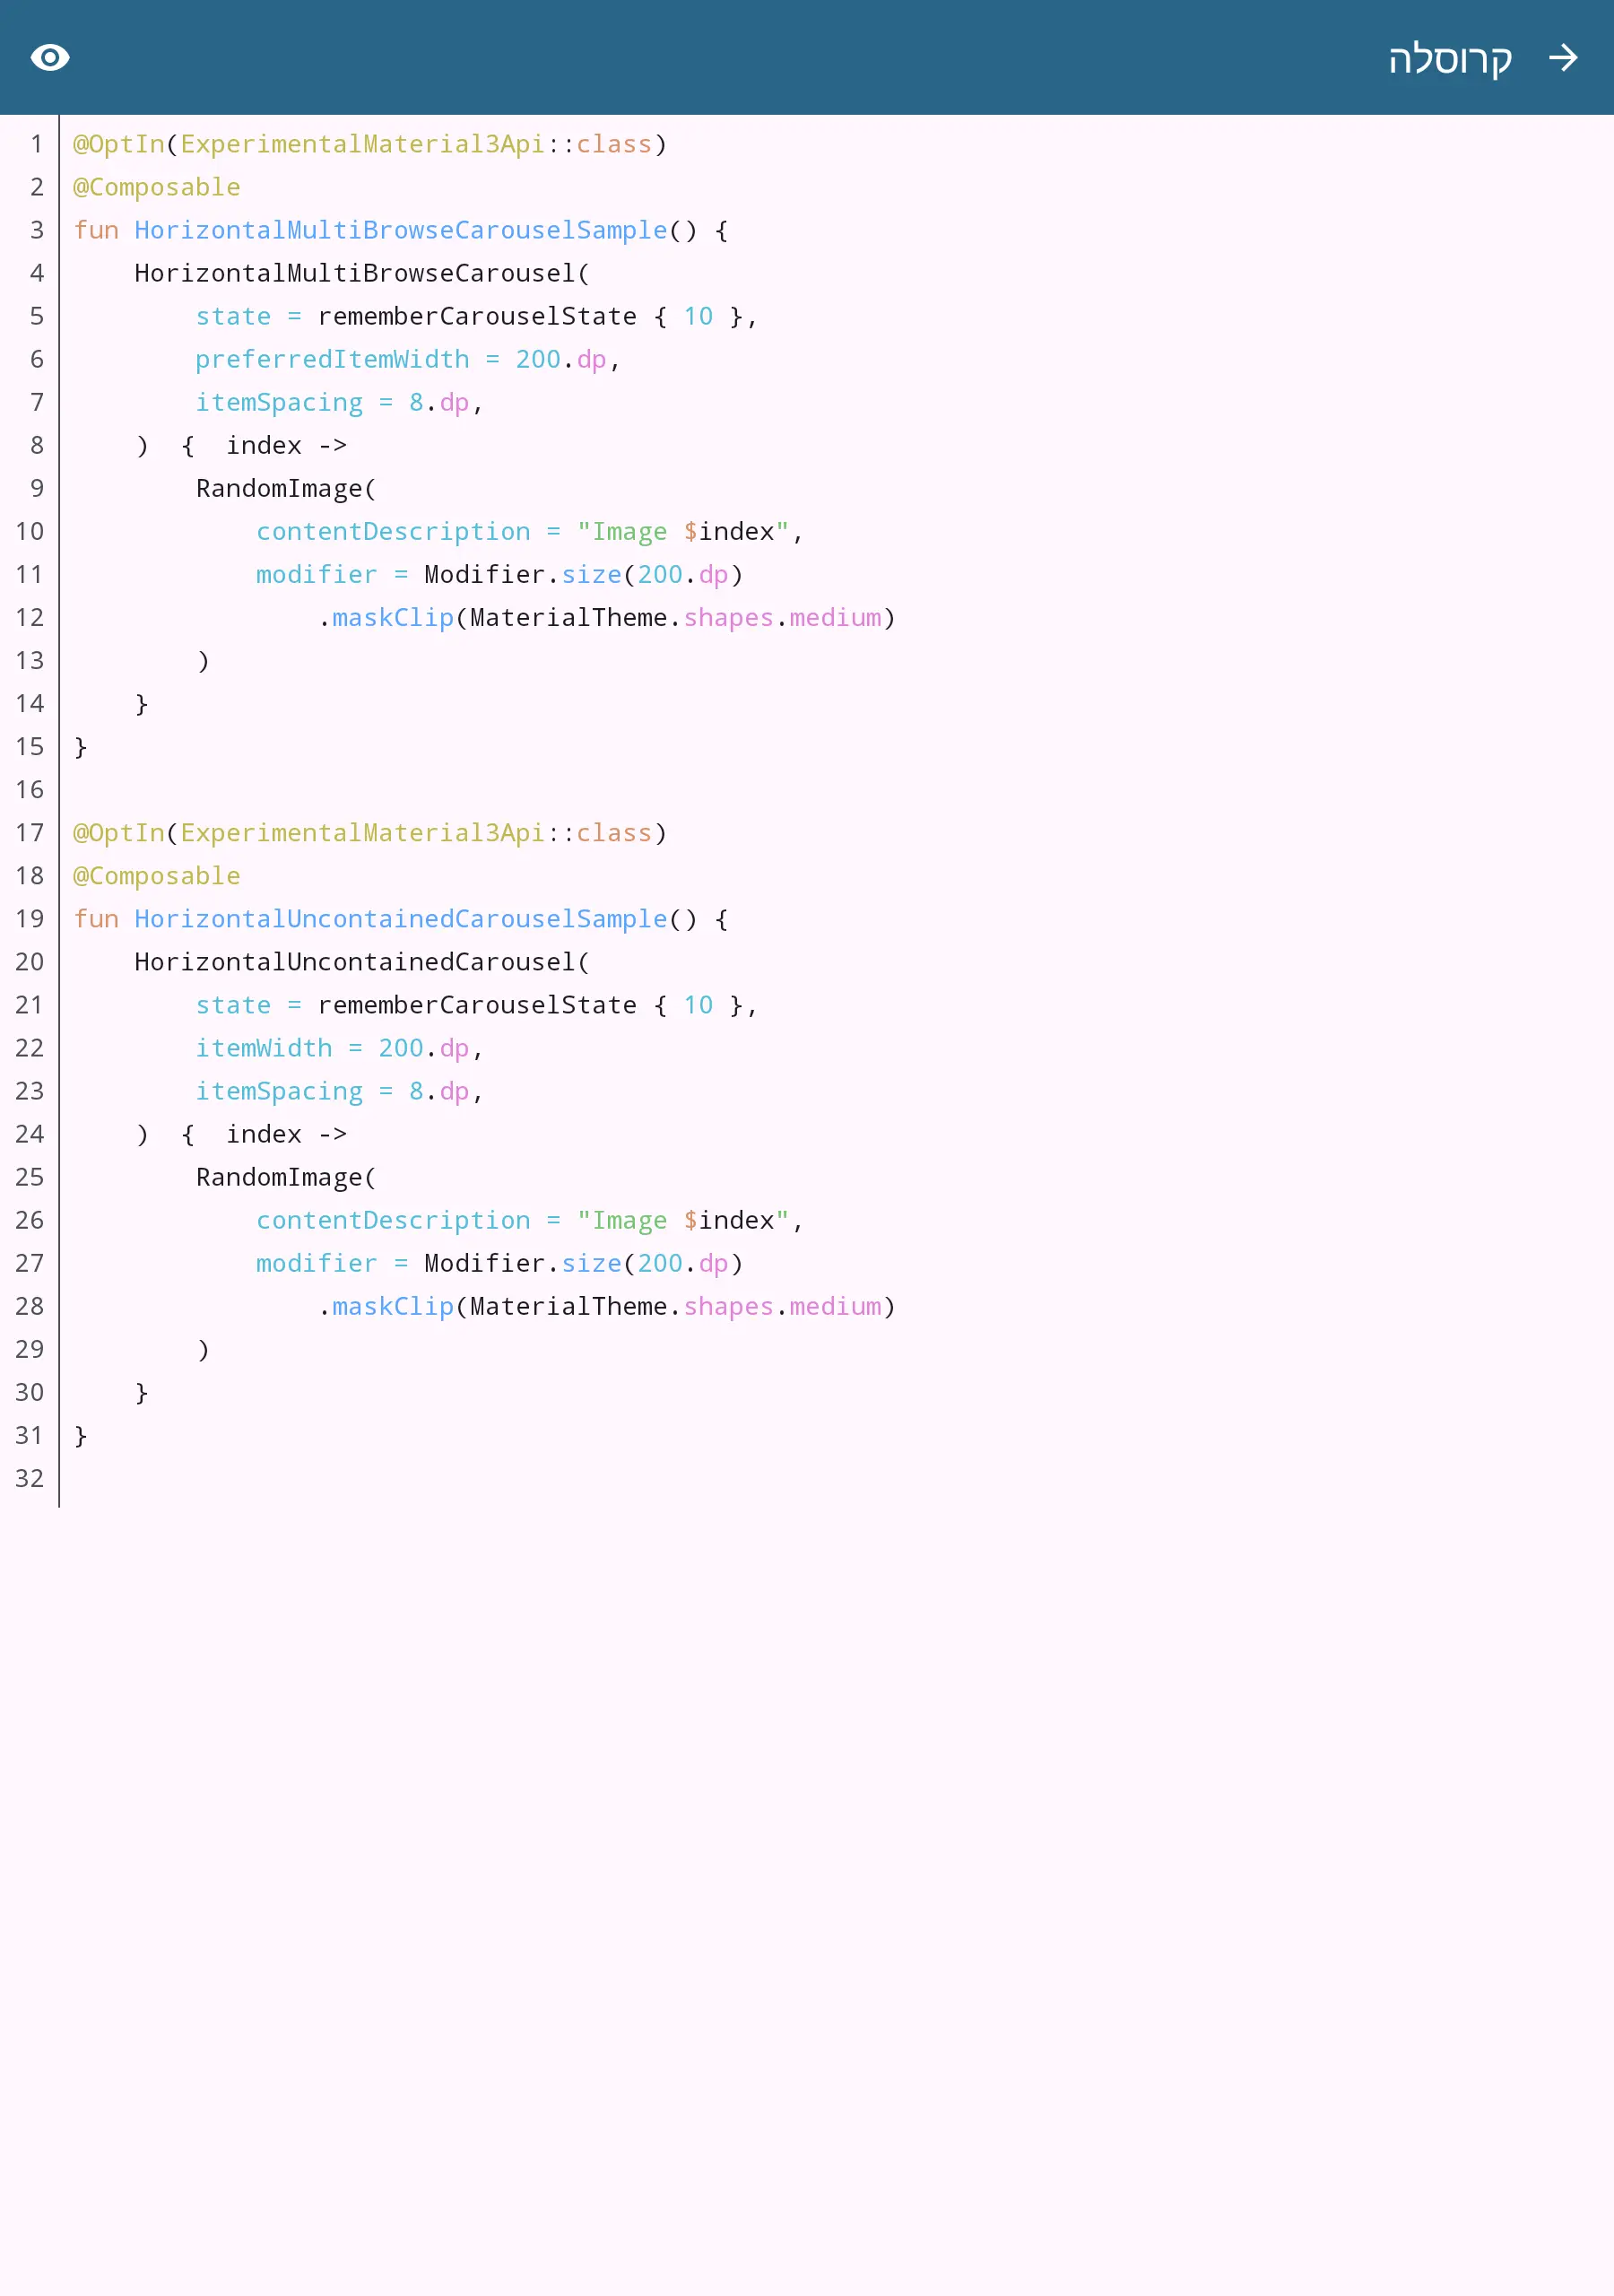 קרוסלה
1 @OptIn(ExperimentalMaterial3Api::class)
2 @Composable
3 fun HorizontalMultiBrowseCarouselSample() {
4     HorizontalMultiBrowseCarousel(
5         state = rememberCarouselState { 10 },
6         preferredItemWidth = 200.dp,
7         itemSpacing = 8.dp,
8     )  {  index ->
9         RandomImage(
10             contentDescription = "Image $index",
11             modifier = Modifier.size(200.dp)
12                 .maskClip(MaterialTheme.shapes.medium)
13         )
14     }
15 }
16
17 @OptIn(ExperimentalMaterial3Api::class)
18 @Composable
19 fun HorizontalUncontainedCarouselSample() {
20     HorizontalUncontainedCarousel(
21         state = rememberCarouselState { 10 },
22         itemWidth = 200.dp,
23         itemSpacing = 8.dp,
24     )  {  index ->
25         RandomImage(
26             contentDescription = "Image $index",
27             modifier = Modifier.size(200.dp)
28                 .maskClip(MaterialTheme.shapes.medium)
29         )
30     }
31 }
32